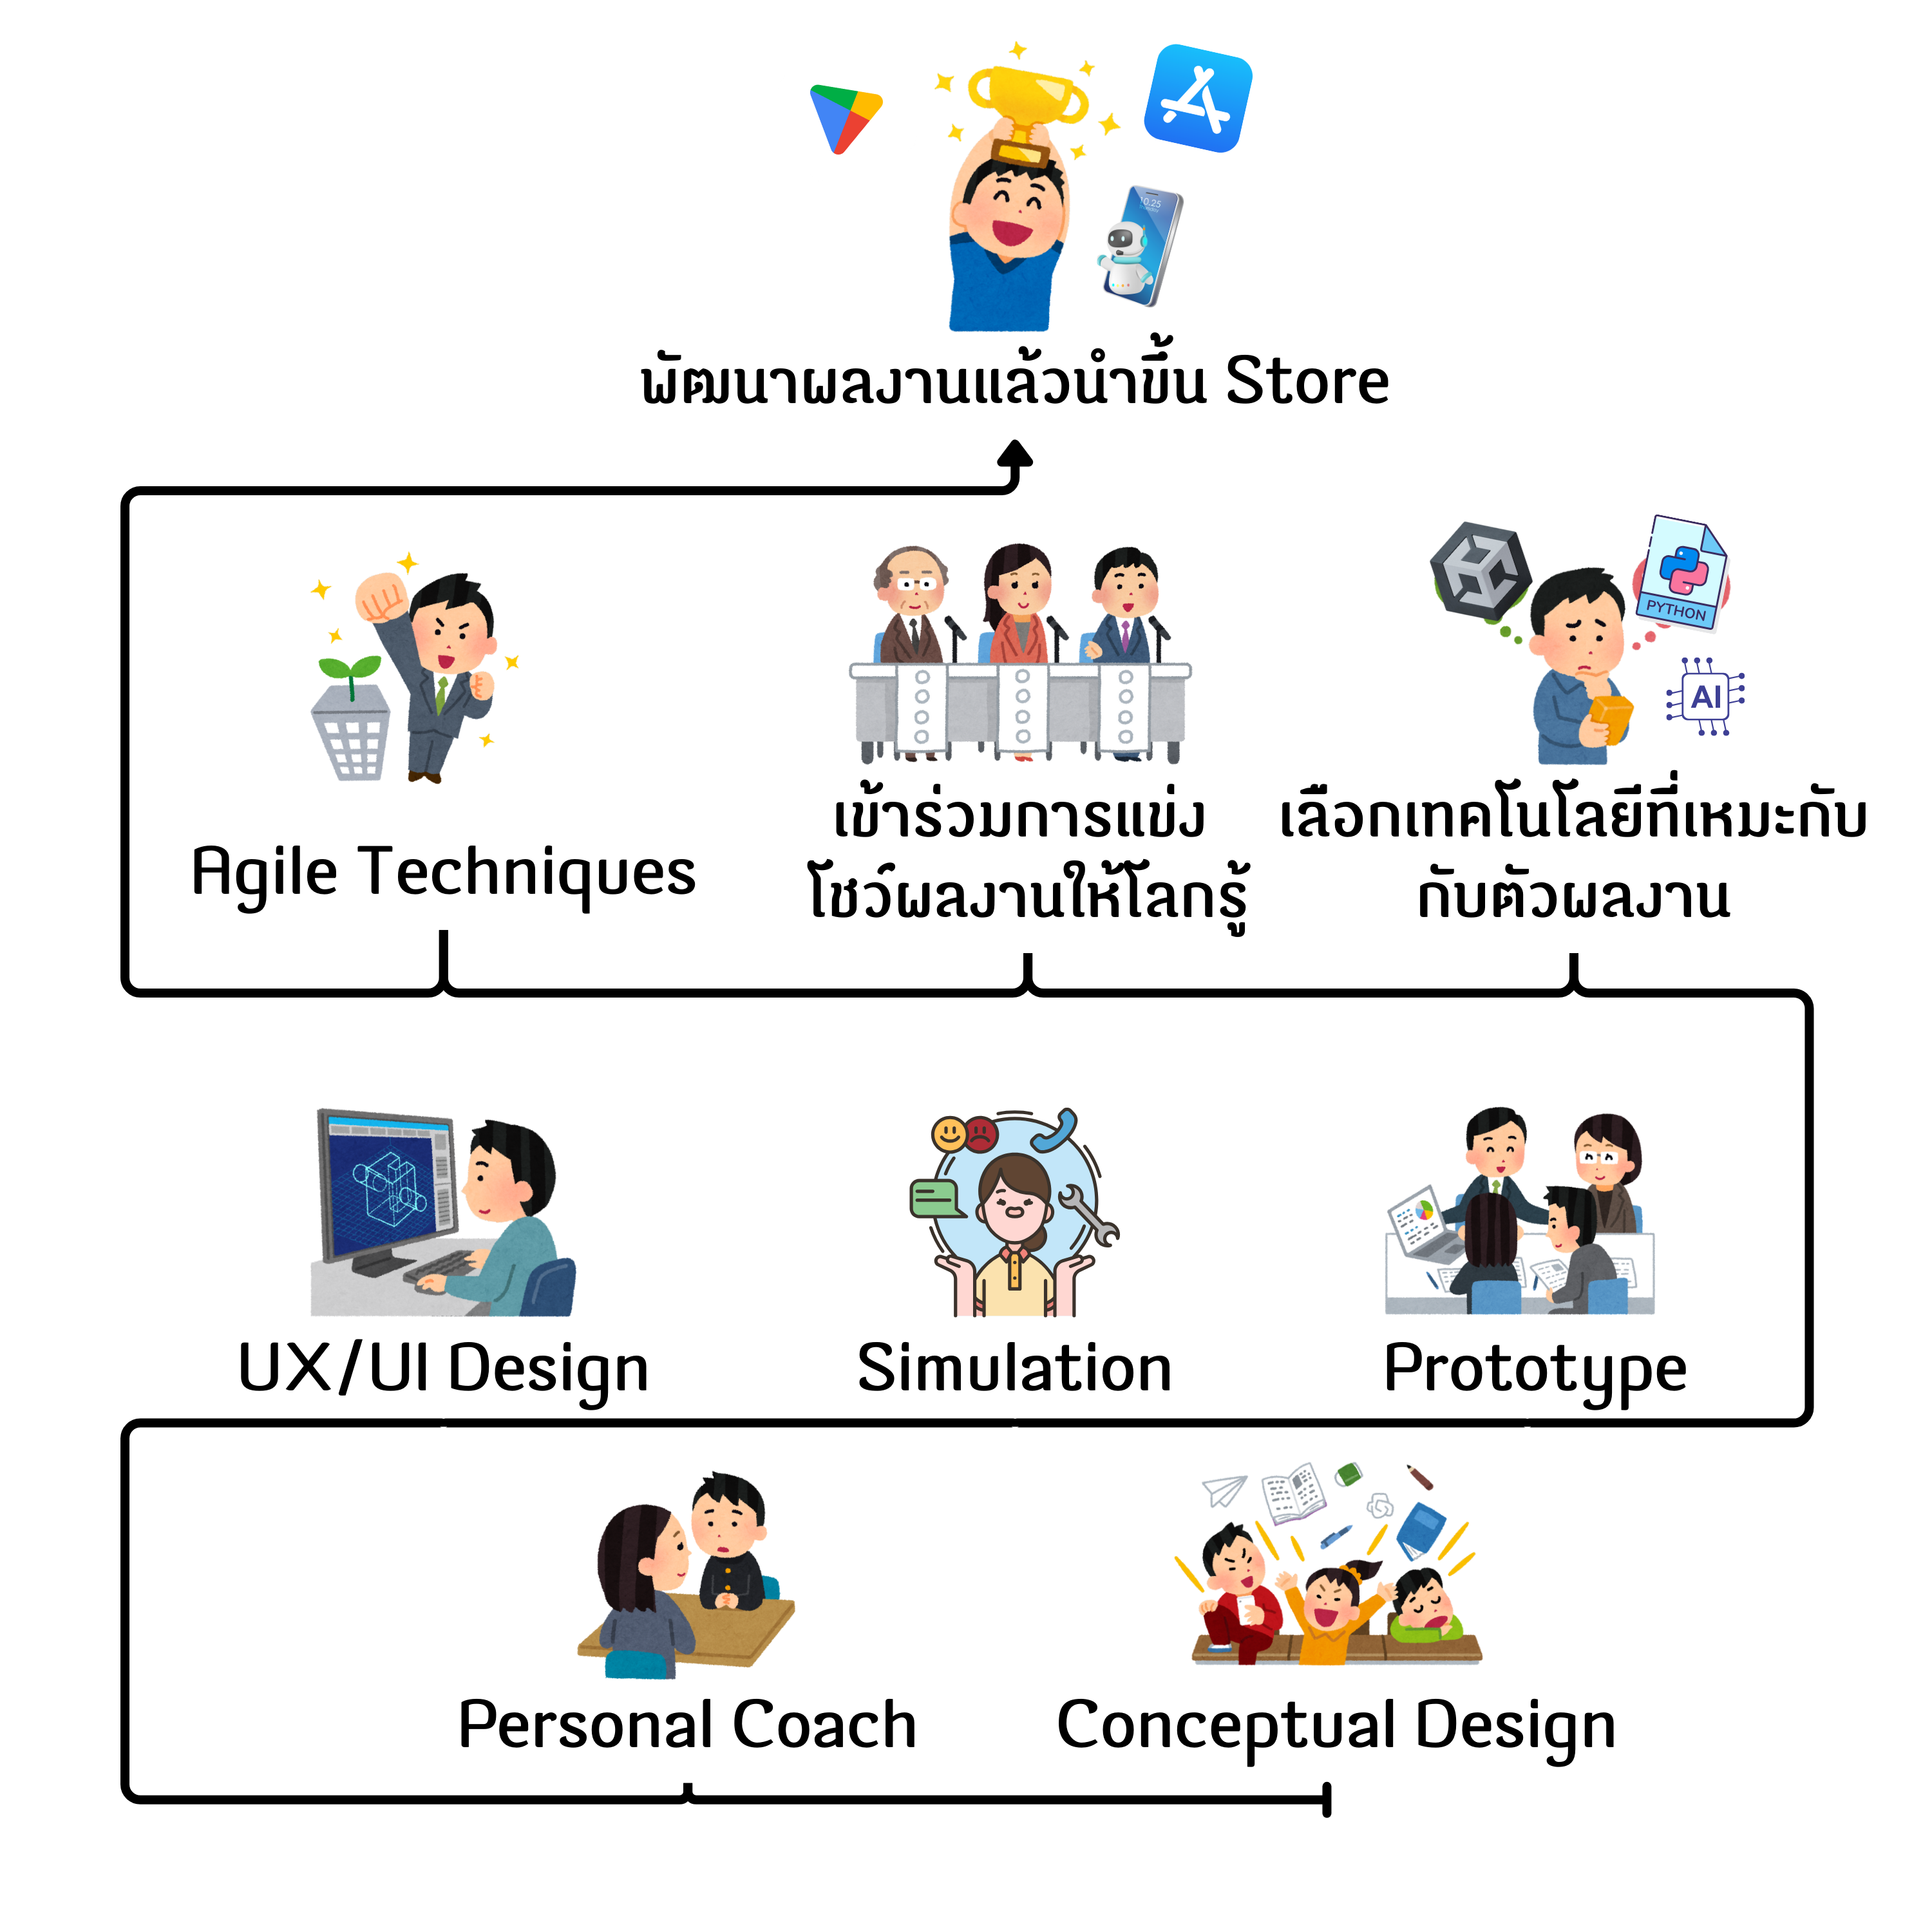 10.25
พัฒนาผลงานแล้วนำขึ้น Store
PYTHON
AI
Agile Techniques
เข้าร่วมการแข่ง
โชว์ผลงานให้โลกรู้
เลือกเทคโนโลยีที่เหมะกับ
กับตัวผลงาน
UX/UI Design
Simulation
Prototype
Personal Coach
Conceptual Design